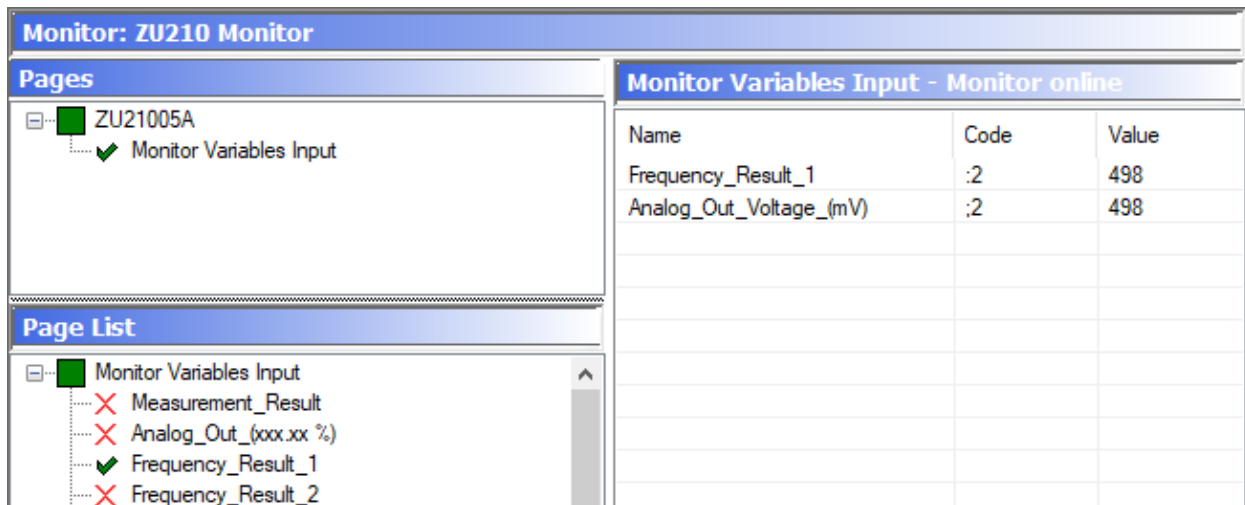 Monitor: ZU210 Monitor
Pages
ZU21005A
Monitor Variables Input
Page List
Monitor Variables Input
Measurement_Result
Analog_Out_(xxx.xx %)
Frequency_Result_1
Frequency_Result_2
Monitor Variables Input - Monitor online
Name Code Value
Frequency_Result_1 :2 498
Analog_Out_Voltage_(mV) ;2 498